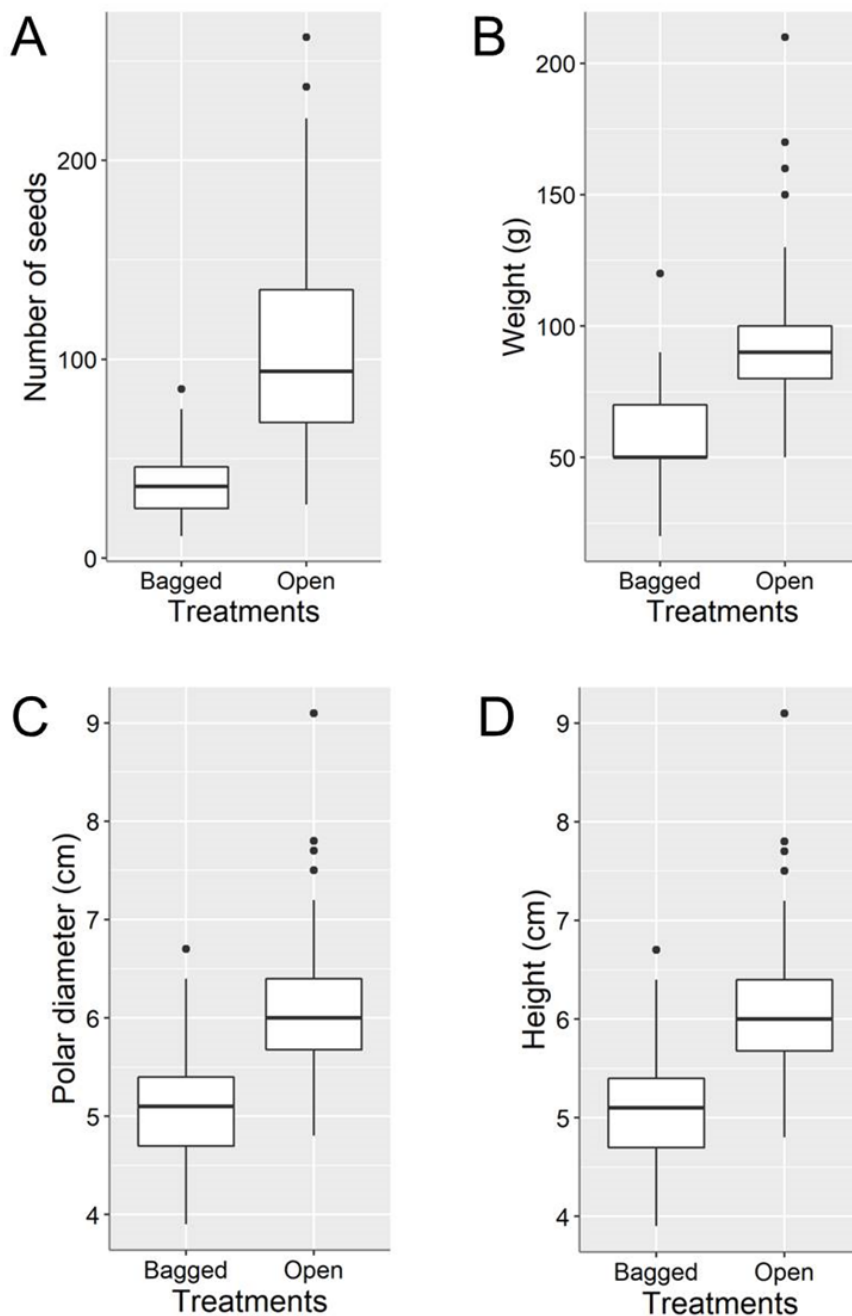 A
Number of seeds
200
100
0
Bagged Open
Treatments
B
Weight (g)
200
150
100
50
Bagged Open
Treatments
C
Polar diameter (cm)
9
8
7
6
5
4
Bagged Open
Treatments
D
Height (cm)
9
8
7
6
5
4
Bagged Open
Treatments